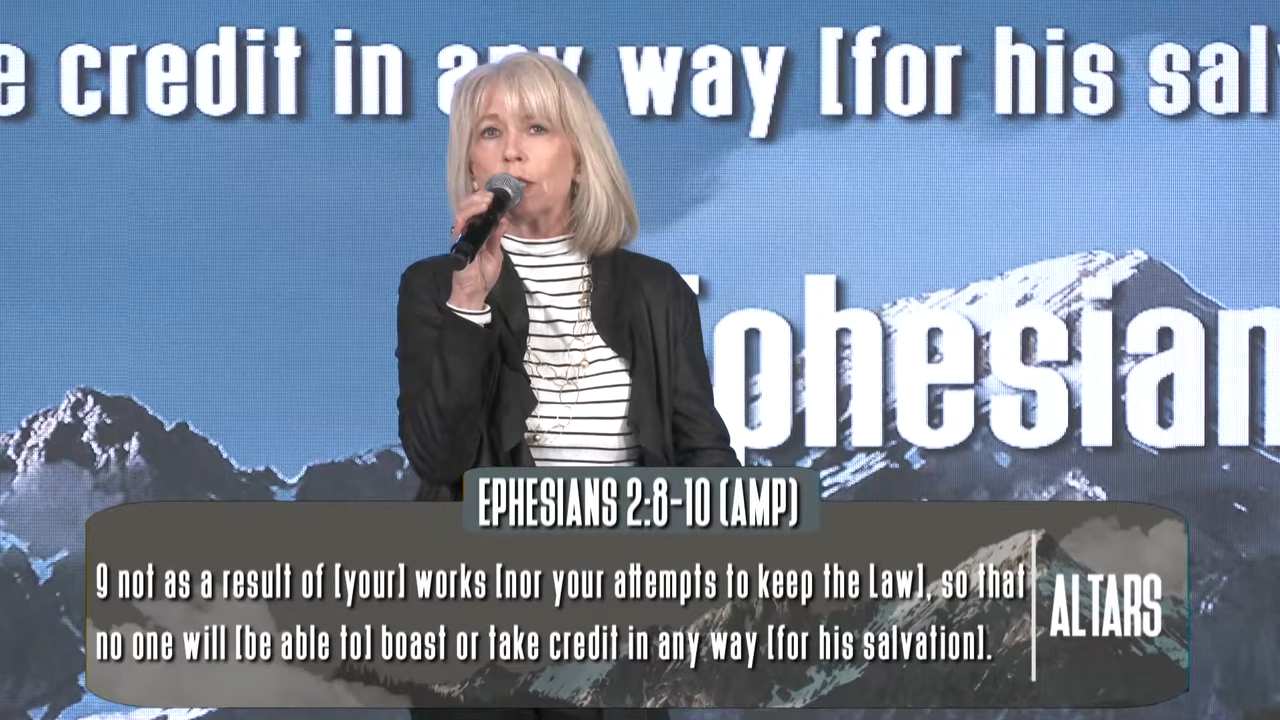 e credit in any way [for his salv
Ephesian
EPHESIANS 2:8-10 (AMP)
9 not as a result of [your] works [nor your attempts to keep the Law], so that
no one will [be able to] boast or take credit in any way [for his salvation].
ALTARS